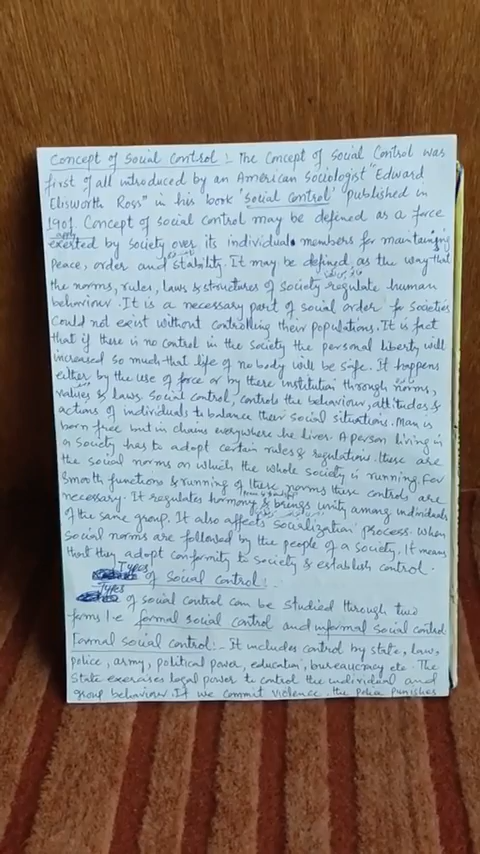 Concept of Social Control :- The Concept of Social Control was
first of all introduced by an American Sociologist "Edward
Elsworth Ross" in his book 'Social Control' published in
1901. Concept of social control may be defined as a force
exerted by society over its individual members for maintaining
Peace, order and stability. It may be defined, as the way that
the norms, rules, laws & structures of society regulate human
behaviour. It is a necessary part of social order for Societies
Could not exist without controlling their populations. It is fact
that if there is no control in the society the personal liberty will
increased so much that life of nobody will be safe. It happens
either by the use of force or by these institution through norms,
values & laws. Social control, controls the behaviour, attitudes &
actions of individuals to balance their social situations. Man is
born free but in chains everywhere he lives. A person living in
a society has to adopt certain rules & regulation. these are
the social norms on which the whole society is running. For
Smooth functions & running of these norms these controls are
necessary. It regulates harmony & brings unity among individuals
of the same group. It also affects Socialization process. When
Social norms are followed by the people of a society. It means
that they adopt conformity to society & establish control.
Types of Social Control:-
Types of social control can be studied through two
forms i.e formal social control and informal social control
Formal social control:- It includes control by state, law,
police, army, political power, education, bureaucracy etc. The
State exercises legal power to control the individual and
group behaviour. If we commit violence. the Police Punishes